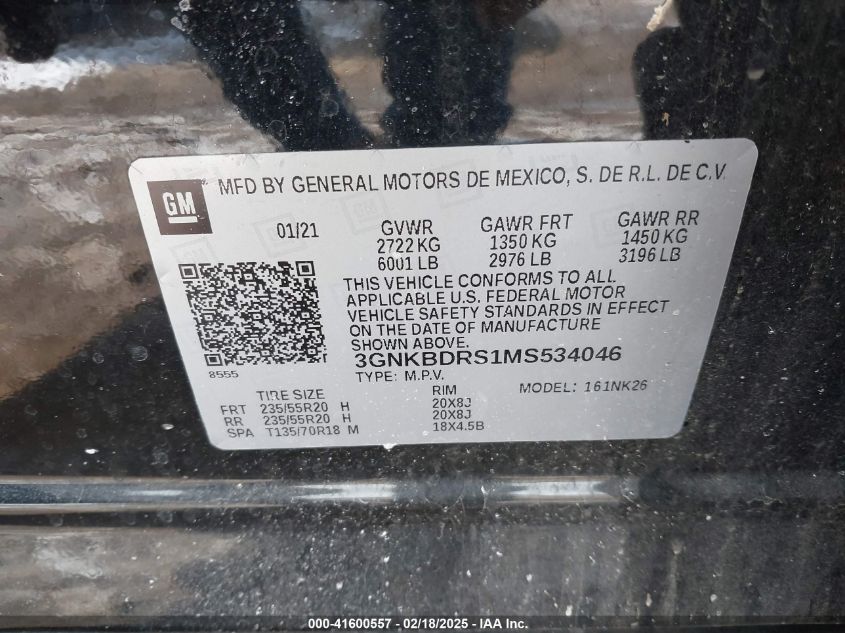 GM
MFD BY GENERAL MOTORS DE MEXICO, S. DE R.L. DE C.V.
01/21 GVWR GAWR FRT GAWR RR
2722 KG 1350 KG 1450 KG
6001 LB 2976 LB 3196 LB
THIS VEHICLE CONFORMS TO ALL
APPLICABLE U.S. FEDERAL MOTOR
VEHICLE SAFETY STANDARDS IN EFFECT
ON THE DATE OF MANUFACTURE
SHOWN ABOVE.
3GNKBDRS1MS534046
8555
TYPE: M.P.V. MODEL: 161NK26
TIRE SIZE RIM
FRT 235/55R20 H 20X8J
RR 235/55R20 H 20X8J
SPA T135/70R18 M 18X4.5B
000-41600557 - 02/18/2025 - IAA Inc.